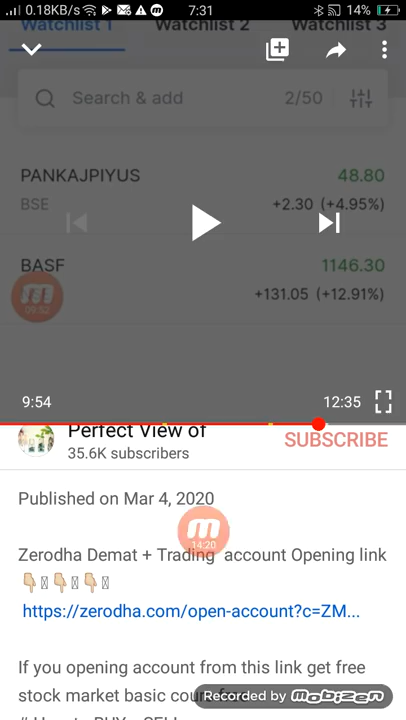 0.18KB/s 7:31 14%
Watchlist 1 Watchlist 2 Watchlist 3
Search & add 2/50
PANKAJPIYUS 48.80
BSE +2.30 (+4.95%)
BASF 1146.30
+131.05 (+12.91%)
09:52
9:54 12:35
Perfect View of
SUBSCRIBE
35.6K subscribers
Published on Mar 4, 2020
14:20
Zerodha Demat + Trading account Opening link
https://zerodha.com/open-account?c=ZM...
If you opening account from this link get free
stock market basic
Recorded by mobizen